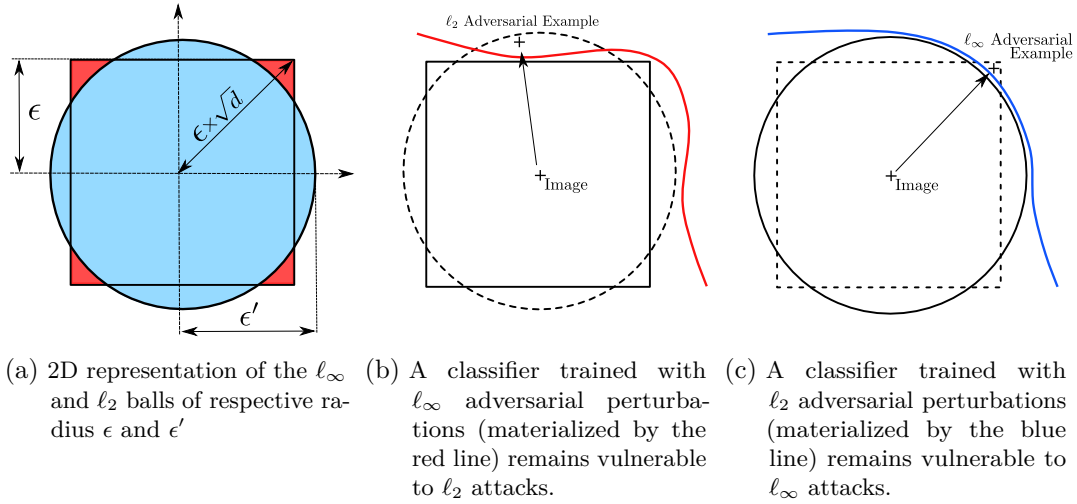 ϵ
ϵ×√d
ϵ′
ℓ2 Adversarial Example
Image
ℓ∞ Adversarial
Example
Image
(a) 2D representation of the ℓ∞
and ℓ2 balls of respective ra-
dius ϵ and ϵ′
(b) A classifier trained with
ℓ∞ adversarial perturba-
tions (materialized by the
red line) remains vulnerable
to ℓ2 attacks.
(c) A classifier trained with
ℓ2 adversarial perturbations
(materialized by the blue
line) remains vulnerable to
ℓ∞ attacks.